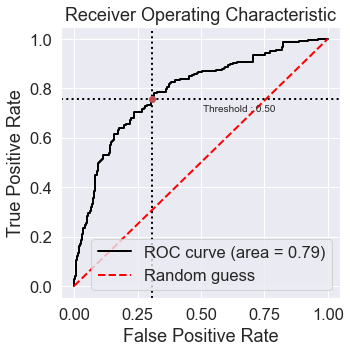 Receiver Operating Characteristic
1.0
0.8
0.6
0.4
0.2
0.0
True Positive Rate
Threshold : 0.50
ROC curve (area = 0.79)
Random guess
0.00 0.25 0.50 0.75 1.00
False Positive Rate